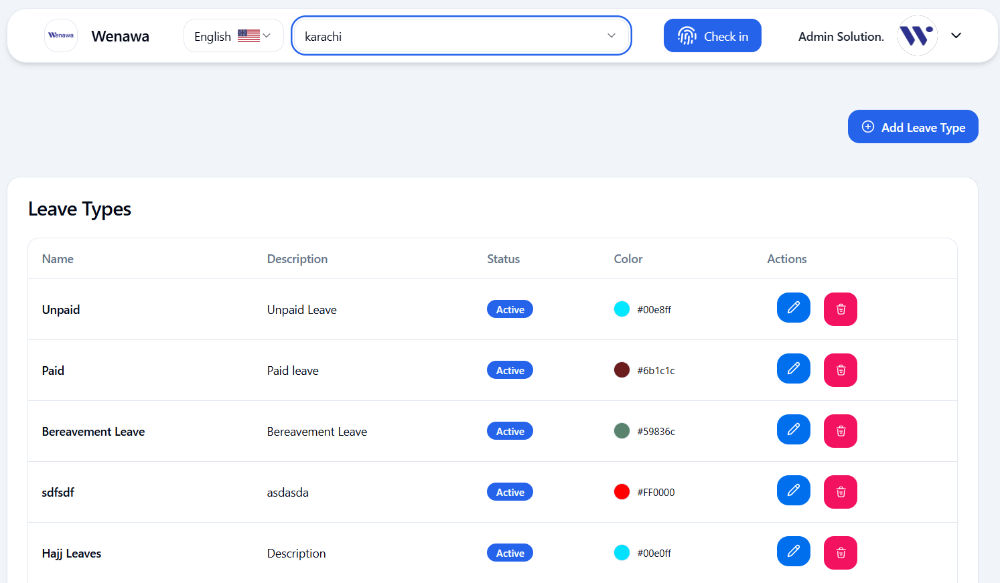 Wenawa Wenawa English karachi Check in Admin Solution.
Add Leave Type
Leave Types
Name Description Status Color Actions
Unpaid Unpaid Leave Active #00e8ff
Paid Paid leave Active #6b1c1c
Bereavement Leave Bereavement Leave Active #59836c
sdfsdf asdasda Active #FF0000
Hajj Leaves Description Active #00e0ff